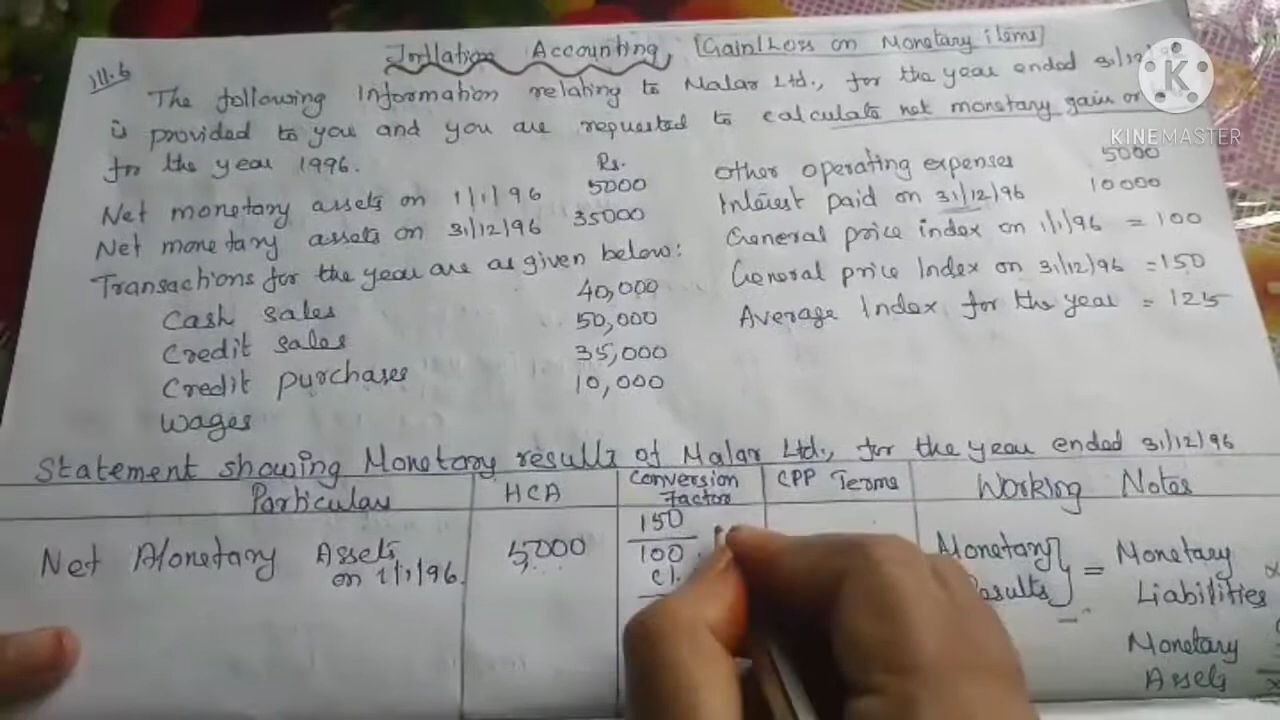 Ill.6
Inflation Accounting [Gain/Loss on Monetary items]
The following Information relating to Malar Ltd., for the year ended 31/12/9
is provided to you and you are requested to calculate net monetary gain or
for the year 1996.
Rs.
Net monetary assets on 1/1/96 5000
Net monetary assets on 31/12/96 35000
Transactions for the year are as given below:
Cash sales 40,000
Credit sales 50,000
Credit purchases 35,000
Wages 10,000
Other operating expenses 5000
Interest paid on 31/12/96 10000
General price index on 1/1/96 = 100
General price Index on 31/12/96 = 150
Average Index for the year = 125
KINEMASTER
Statement showing Monetary results of Malar Ltd., for the year ended 31/12/96
Particulars HCA Conversion Factor CPP Terms Working Notes
Net Monetary Assets on 1/1/96. 5000 150
100
Monetary = Monetary
Liabilities
Monetary
Assets